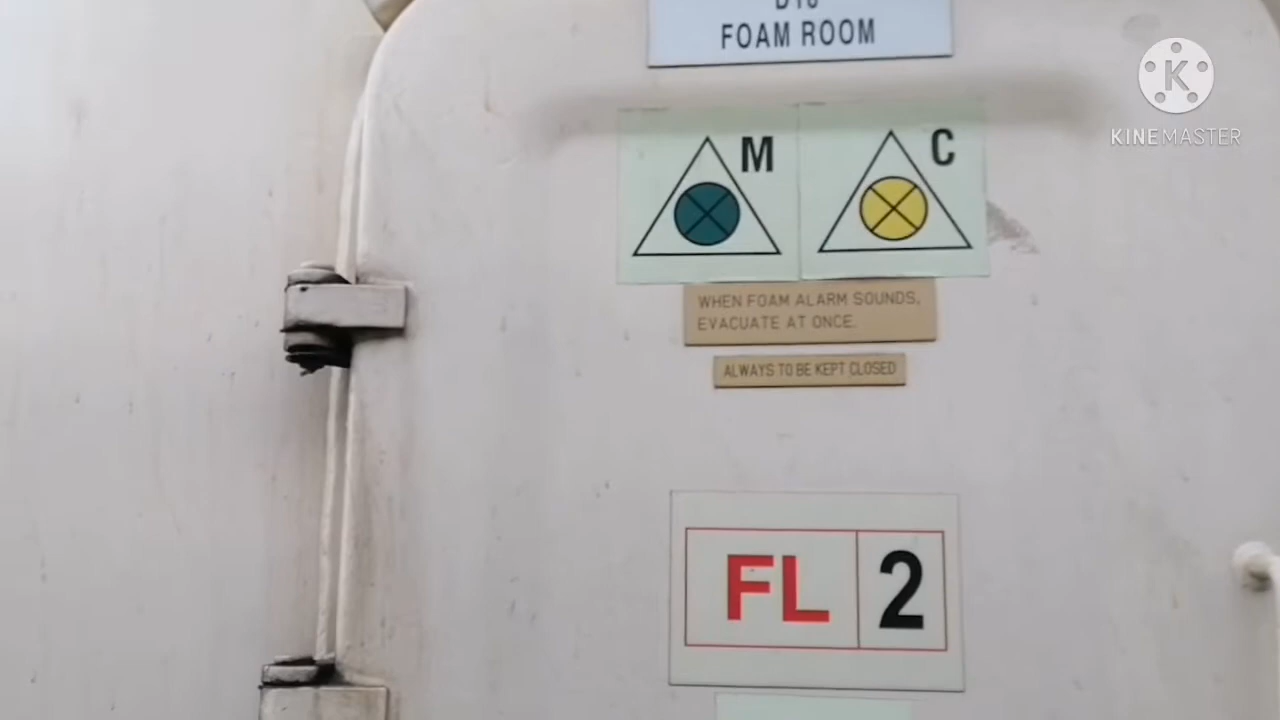 FOAM ROOM
M
C
WHEN FOAM ALARM SOUNDS,
EVACUATE AT ONCE.
ALWAYS TO BE KEPT CLOSED
FL 2
K
KINEMASTER